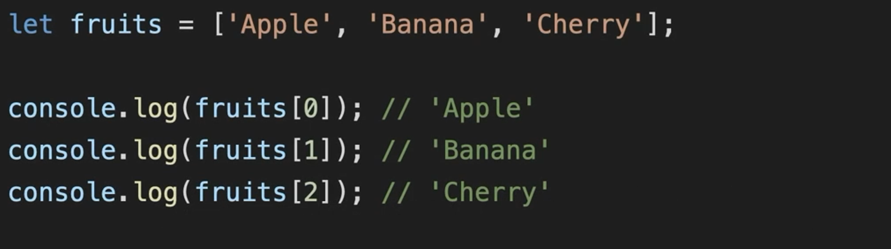 let fruits = ['Apple', 'Banana', 'Cherry'];
console.log(fruits[0]); // 'Apple'
console.log(fruits[1]); // 'Banana'
console.log(fruits[2]); // 'Cherry'